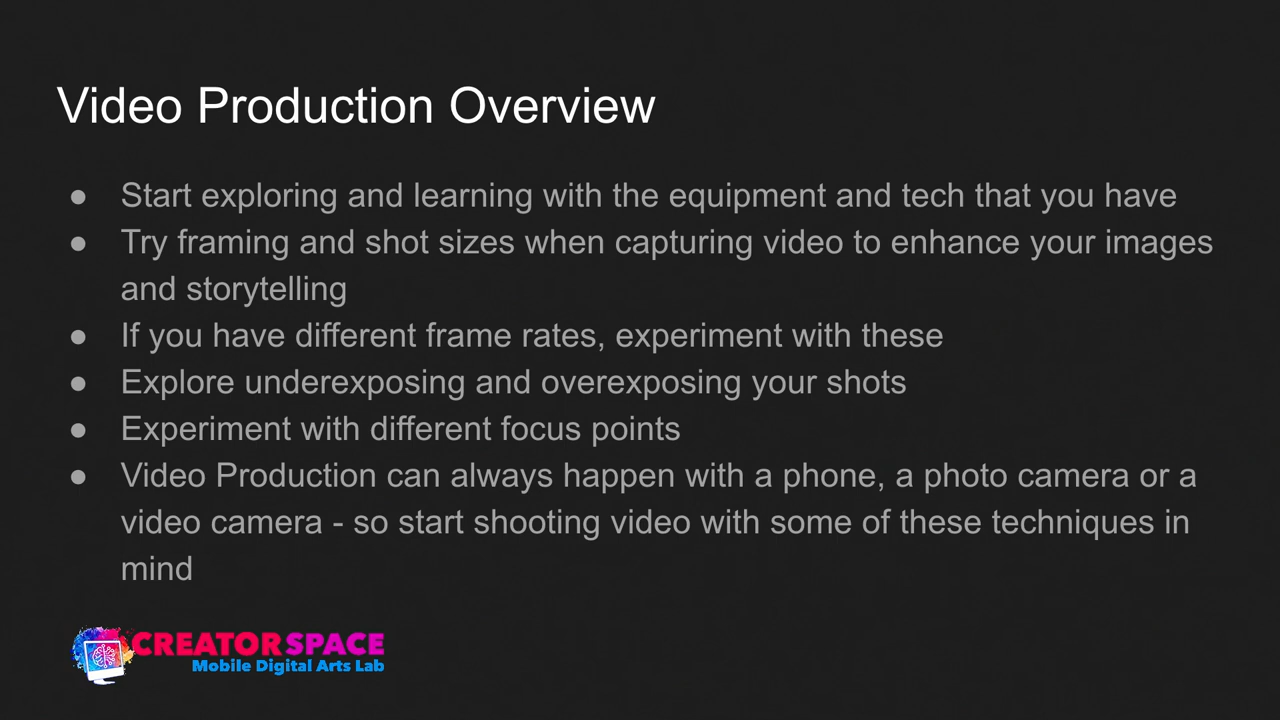 Video Production Overview
● Start exploring and learning with the equipment and tech that you have
● Try framing and shot sizes when capturing video to enhance your images
and storytelling
● If you have different frame rates, experiment with these
● Explore underexposing and overexposing your shots
● Experiment with different focus points
● Video Production can always happen with a phone, a photo camera or a
video camera - so start shooting video with some of these techniques in
mind
CREATORSPACE
Mobile Digital Arts Lab